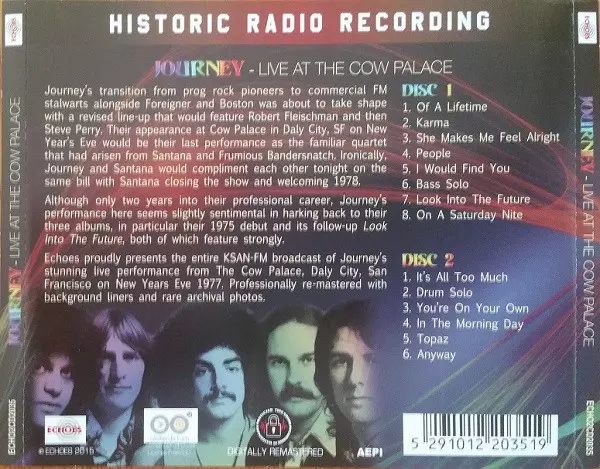 HISTORIC RADIO RECORDING
JOURNEY - LIVE AT THE COW PALACE
Journey's transition from prog rock pioneers to commercial FM
stalwarts alongside Foreigner and Boston was about to take shape
with a revised line-up that would feature Robert Fleischman and then
Steve Perry. Their appearance at Cow Palace in Daly City, SF on New
Year's Eve would be their last performance as the familiar quartet
that had arisen from Santana and Frumious Bandersnatch. Ironically,
Journey and Santana would compliment each other tonight on the
same bill with Santana closing the show and welcoming 1978.
Although only two years into their professional career, Journey's
performance here seems slightly sentimental in harking back to their
three albums, in particular their 1975 debut and its follow-up Look
Into The Future, both of which feature strongly.
Echoes proudly presents the entire KSAN-FM broadcast of Journey's
stunning live performance from The Cow Palace, Daly City, San
Francisco on New Years Eve 1977. Professionally re-mastered with
background liners and rare archival photos.
DISC 1
1. Of A Lifetime
2. Karma
3. She Makes Me Feel Alright
4. People
5. I Would Find You
6. Bass Solo
7. Look Into The Future
8. On A Saturday Nite
DISC 2
1. It's All Too Much
2. Drum Solo
3. You're On Your Own
4. In The Morning Day
5. Topaz
6. Anyway
ECHOES
© ECHOES 2015
DIGITALLY REMASTERED
AEPI
5 291012 203519
ECHOES
JOURNEY - LIVE AT THE COW PALACE
ECHO2CD2035
ECHOES
JOURNEY - LIVE AT THE COW PALACE
ECHO2CD2035